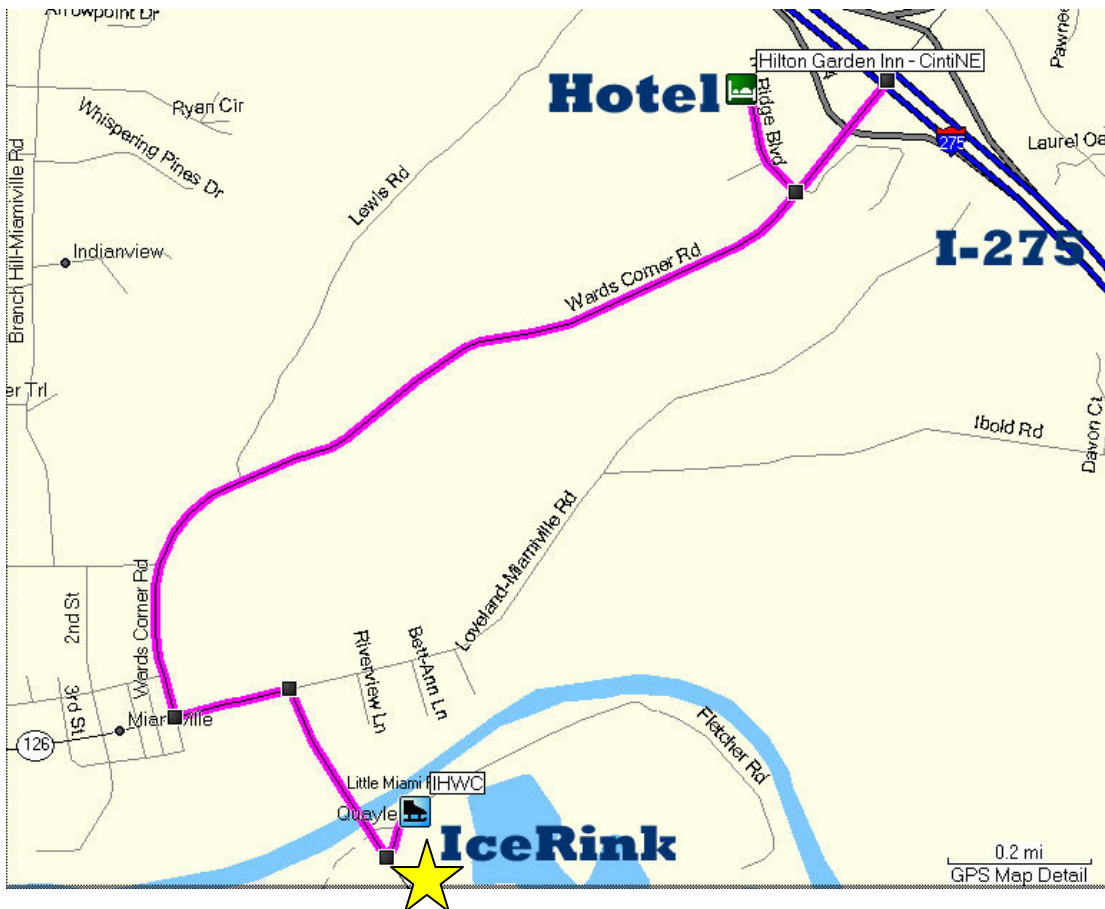 Arrowpoint Dr
Hilton Garden Inn - CintiNE
Pawnee
Hotel
Ridge Blvd
Ryan Cir
Whispering Pines Dr
275
Laurel Oa
Branch Hill-Miamiville Rd
Lewis Rd
Indianview
I-275
Wards Corner Rd
er Trl
Ibold Rd
Davon Ct
Loveland-Miamiville Rd
Wards Corner Rd
2nd St
3rd St
Riverview Ln
Bett-Ann Ln
Miamiville
126
Fletcher Rd
Little Miami
IHWC
Quayle
IceRink
0.2 mi
GPS Map Detail